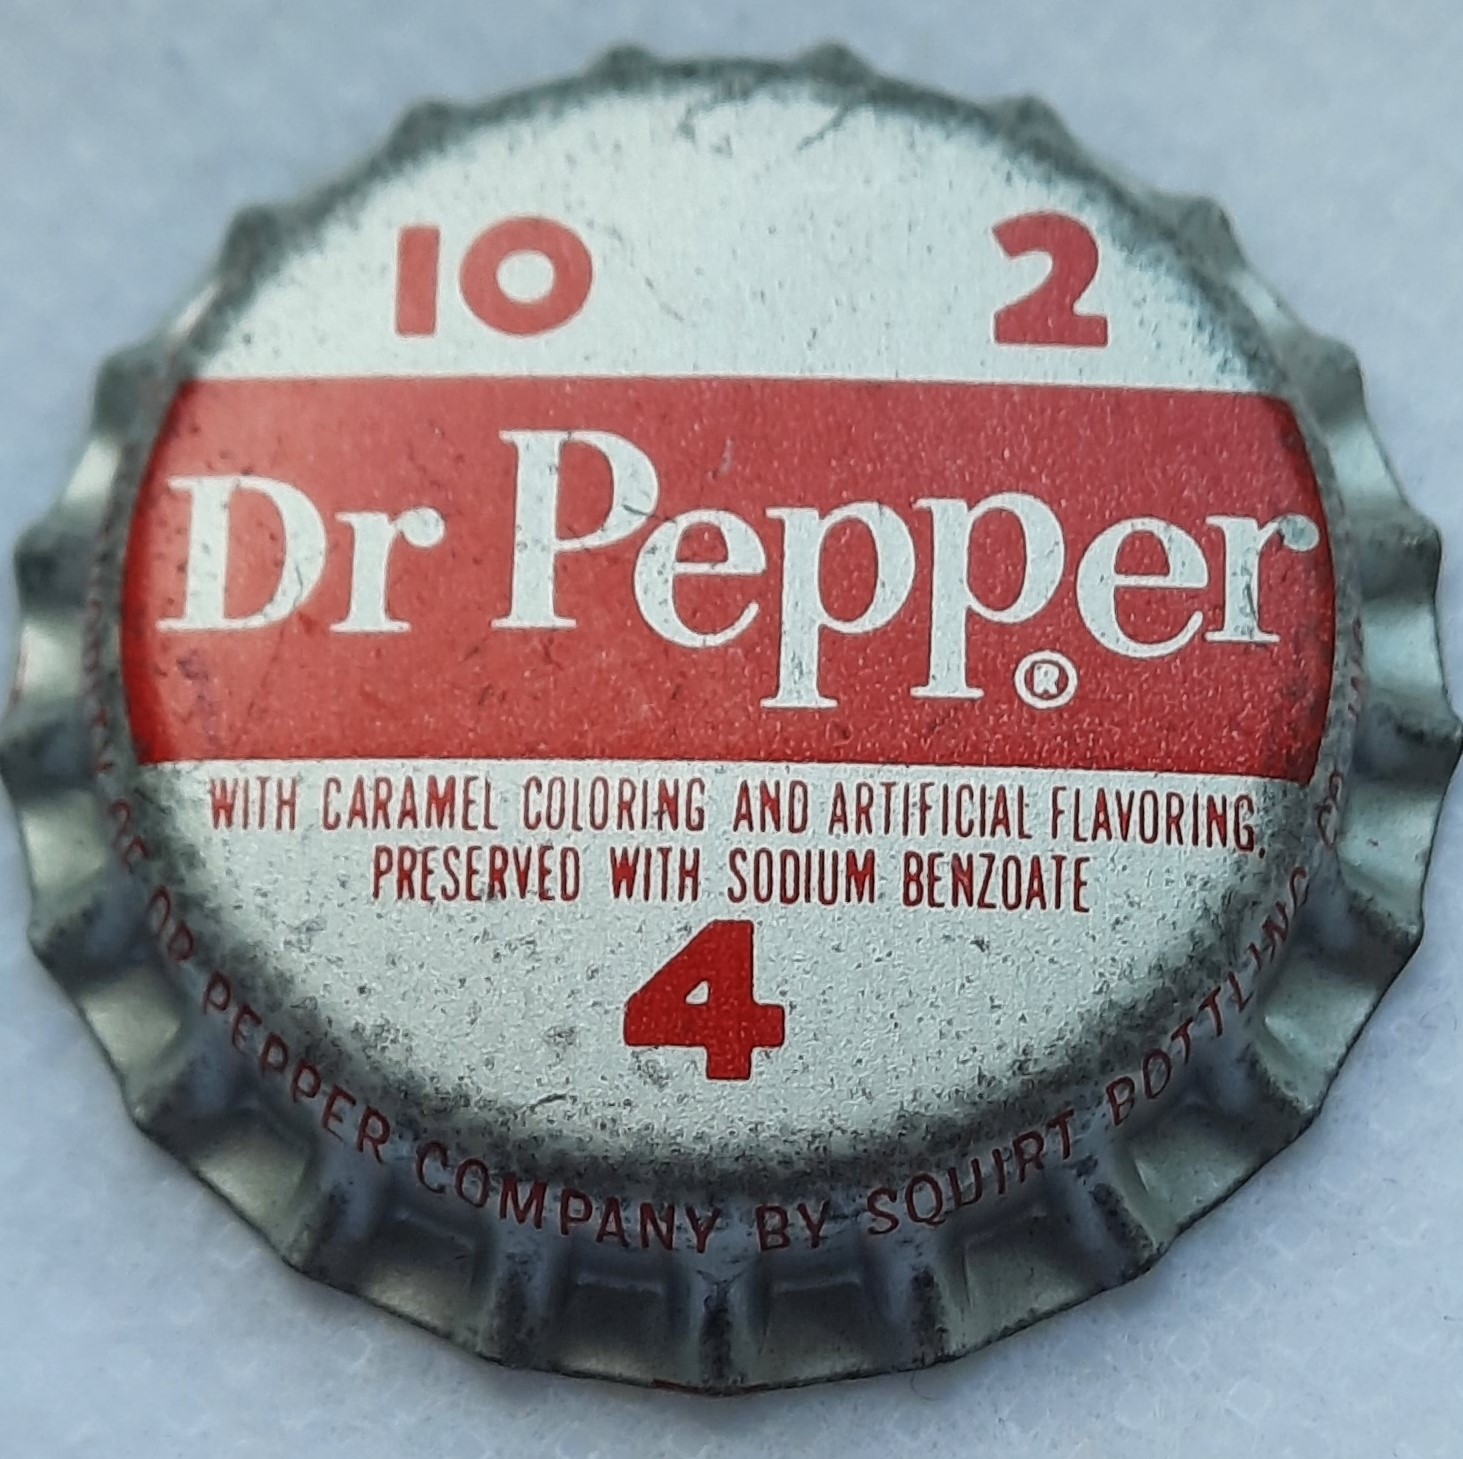 10 2
Dr Pepper®
WITH CARAMEL COLORING AND ARTIFICIAL FLAVORING,
PRESERVED WITH SODIUM BENZOATE
4
PEPPER COMPANY BY SQUIRT BOTTLING CO.